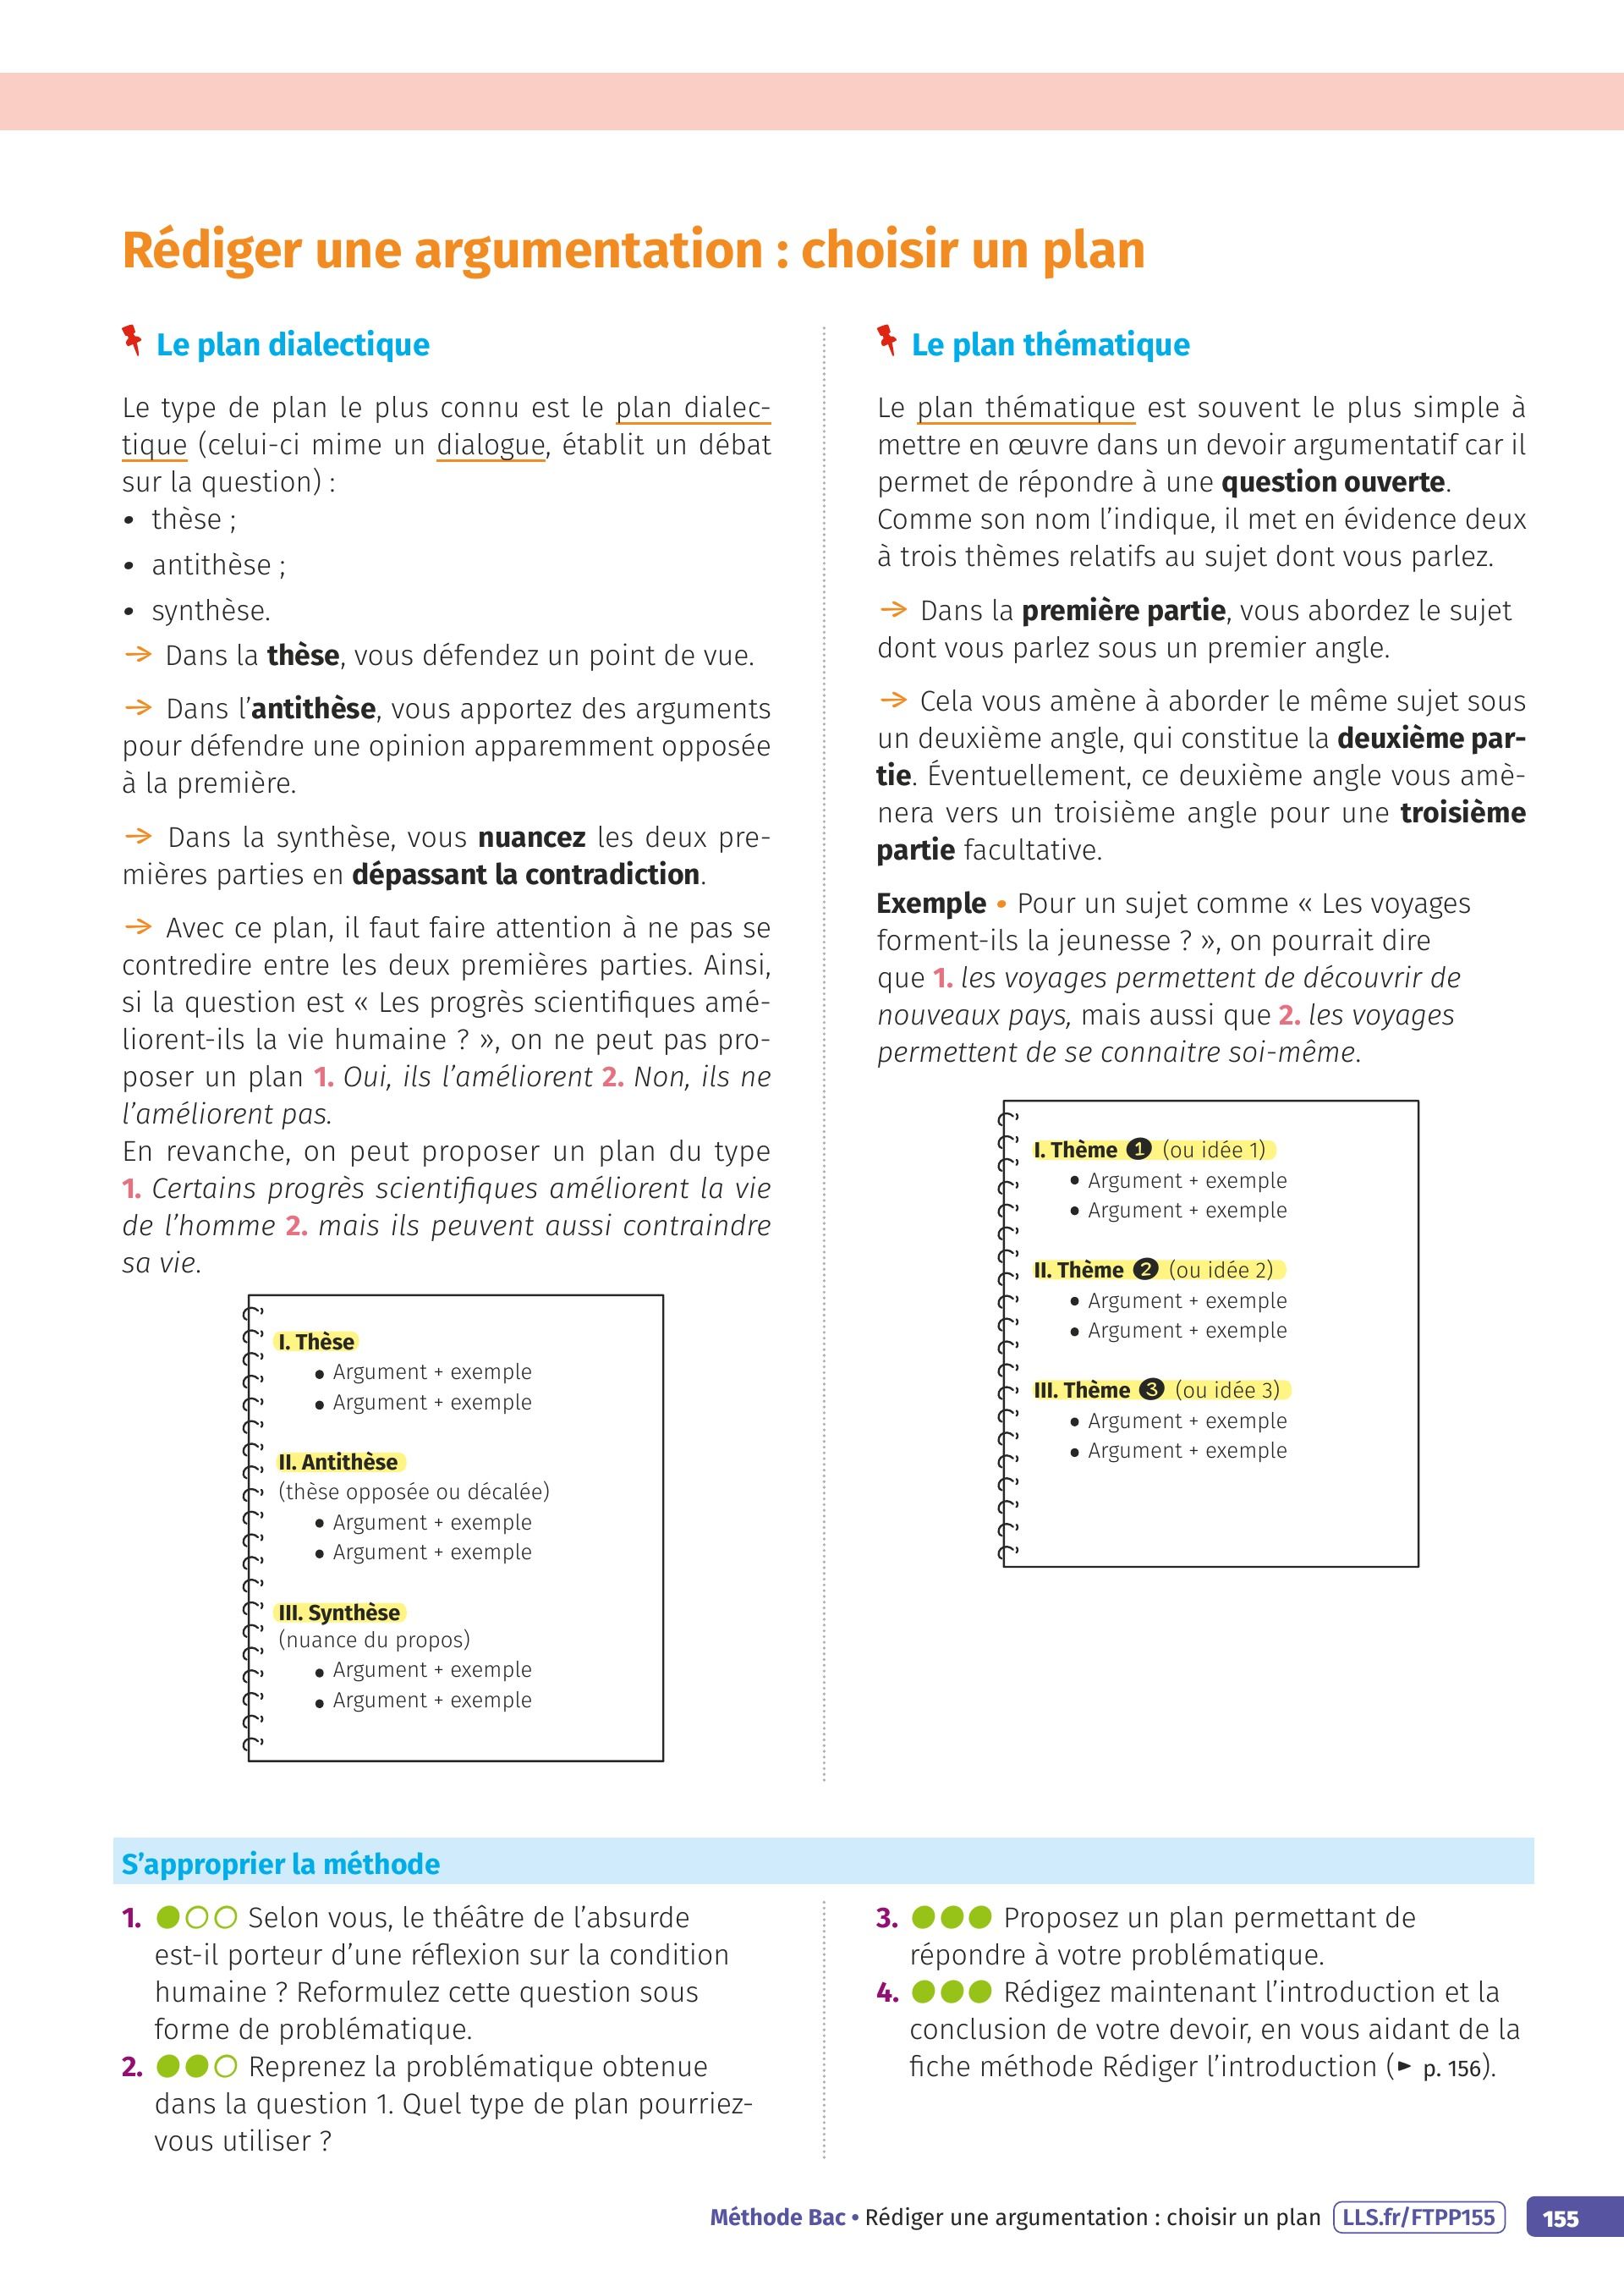 Rédiger une argumentation : choisir un plan
Le plan dialectique
Le type de plan le plus connu est le plan dialec-
tique (celui-ci mime un dialogue, établit un débat
sur la question) :
• thèse ;
• antithèse ;
• synthèse.
→ Dans la thèse, vous défendez un point de vue.
→ Dans l’antithèse, vous apportez des arguments
pour défendre une opinion apparemment opposée
à la première.
→ Dans la synthèse, vous nuancez les deux pre-
mières parties en dépassant la contradiction.
→ Avec ce plan, il faut faire attention à ne pas se
contredire entre les deux premières parties. Ainsi,
si la question est « Les progrès scientifiques amé-
liorent-ils la vie humaine ? », on ne peut pas pro-
poser un plan 1. Oui, ils l’améliorent 2. Non, ils ne
l’améliorent pas.
En revanche, on peut proposer un plan du type
1. Certains progrès scientifiques améliorent la vie
de l’homme 2. mais ils peuvent aussi contraindre
sa vie.
I. Thèse
• Argument + exemple
• Argument + exemple
II. Antithèse
(thèse opposée ou décalée)
• Argument + exemple
• Argument + exemple
III. Synthèse
(nuance du propos)
• Argument + exemple
• Argument + exemple
Le plan thématique
Le plan thématique est souvent le plus simple à
mettre en œuvre dans un devoir argumentatif car il
permet de répondre à une question ouverte.
Comme son nom l’indique, il met en évidence deux
à trois thèmes relatifs au sujet dont vous parlez.
→ Dans la première partie, vous abordez le sujet
dont vous parlez sous un premier angle.
→ Cela vous amène à aborder le même sujet sous
un deuxième angle, qui constitue la deuxième par-
tie. Éventuellement, ce deuxième angle vous amè-
nera vers un troisième angle pour une troisième
partie facultative.
Exemple • Pour un sujet comme « Les voyages
forment-ils la jeunesse ? », on pourrait dire
que 1. les voyages permettent de découvrir de
nouveaux pays, mais aussi que 2. les voyages
permettent de se connaitre soi-même.
I. Thème 1 (ou idée 1)
• Argument + exemple
• Argument + exemple
II. Thème 2 (ou idée 2)
• Argument + exemple
• Argument + exemple
III. Thème 3 (ou idée 3)
• Argument + exemple
• Argument + exemple
S’approprier la méthode
1. Selon vous, le théâtre de l’absurde
est-il porteur d’une réflexion sur la condition
humaine ? Reformulez cette question sous
forme de problématique.
2. Reprenez la problématique obtenue
dans la question 1. Quel type de plan pourriez-
vous utiliser ?
3. Proposez un plan permettant de
répondre à votre problématique.
4. Rédigez maintenant l’introduction et la
conclusion de votre devoir, en vous aidant de la
fiche méthode Rédiger l’introduction (► p. 156).
Méthode Bac • Rédiger une argumentation : choisir un plan LLS.fr/FTPP155 155